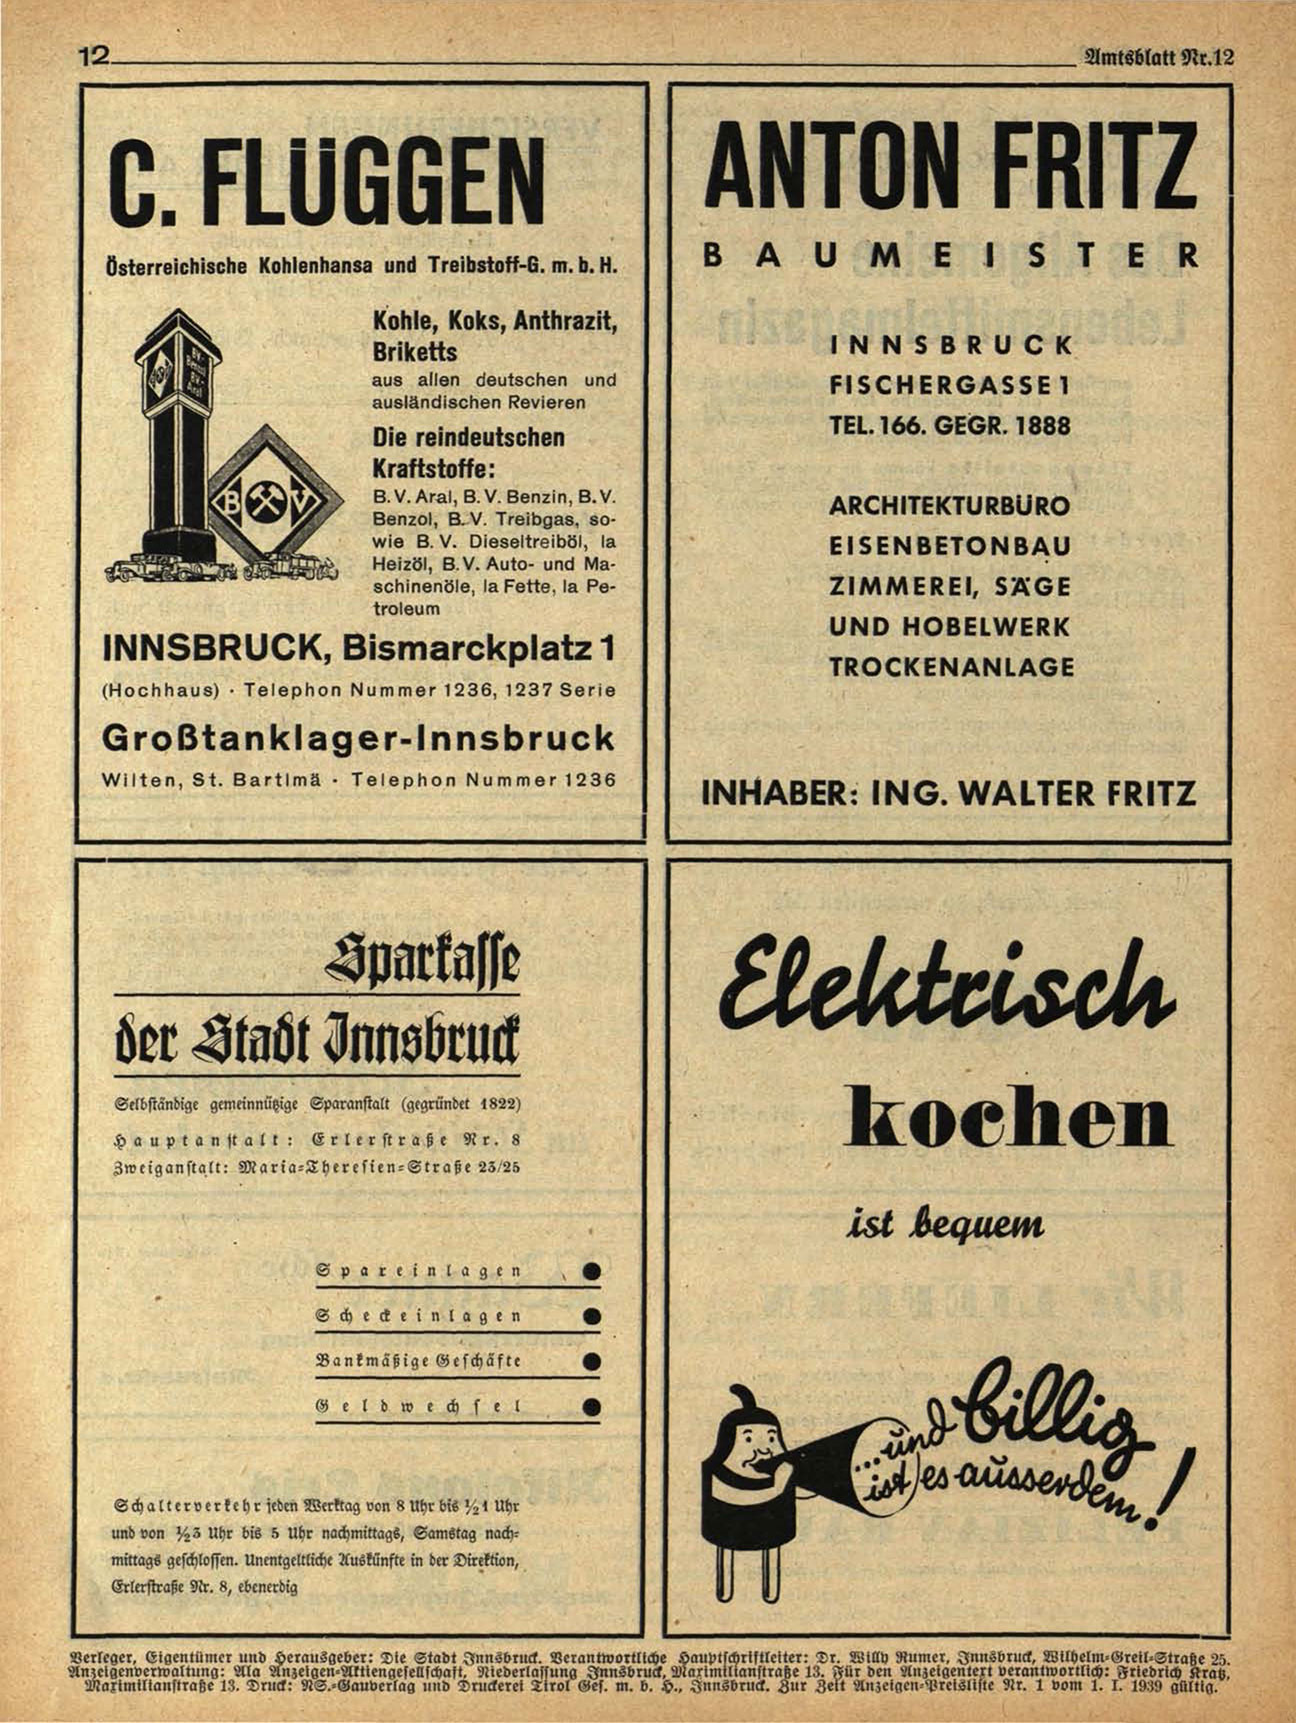 12
Amtsblatt Nr.12
C. FLÜGGEN
Österreichische Kohlenhansa und Treibstoff-G. m. b. H.
Kohle, Koks, Anthrazit,
Briketts
aus allen deutschen und
ausländischen Revieren
Die reindeutschen
Kraftstoffe:
B. V. Aral, B. V. Benzin, B. V.
Benzol, B. V. Treibgas, so-
wie B. V. Dieseltreiböl, la
Heizöl, B. V. Auto- und Ma-
schinenöle, la Fette, la Pe-
troleum
B V
INNSBRUCK, Bismarckplatz 1
(Hochhaus) · Telephon Nummer 1236, 1237 Serie
Großtanklager-Innsbruck
Wilten, St. Bartlmä · Telephon Nummer 1236
ANTON FRITZ
BAUMEISTER
INNSBRUCK
FISCHERGASSE 1
TEL. 166. GEGR. 1888
ARCHITEKTURBÜRO
EISENBETONBAU
ZIMMEREI, SÄGE
UND HOBELWERK
TROCKENANLAGE
INHABER: ING. WALTER FRITZ
Sparkasse
der Stadt Innsbruck
Selbständige gemeinnützige Sparanstalt (gegründet 1822)
Hauptanstalt: Erlerstraße Nr. 8
Zweiganstalt: Maria-Theresien-Straße 23/25
Spareinlagen
Scheckeinlagen
Bankmäßige Geschäfte
Geldwechsel
Schalterverkehr jeden Werktag von 8 Uhr bis ½1 Uhr
und von ½3 Uhr bis 5 Uhr nachmittags, Samstag nach-
mittags geschlossen. Unentgeltliche Auskünfte in der Direktion,
Erlerstraße Nr. 8, ebenerdig
Elektrisch
kochen
ist bequem
...und billig
ist es ausserdem!
Verleger, Eigentümer und Herausgeber: Die Stadt Innsbruck. Verantwortliche Hauptschriftleiter: Dr. Willy Rumer, Innsbruck, Wilhelm-Greil-Straße 25.
Anzeigenverwaltung: Ala Anzeigen-Aktiengesellschaft, Niederlassung Innsbruck, Maximilianstraße 13. Für den Anzeigentext verantwortlich: Friedrich Kratz,
Maximilianstraße 13. Druck: NS.-Gauverlag und Druckerei Tirol Ges. m. b. H., Innsbruck. Zur Zeit Anzeigen-Preisliste Nr. 1 vom 1. I. 1939 gültig.